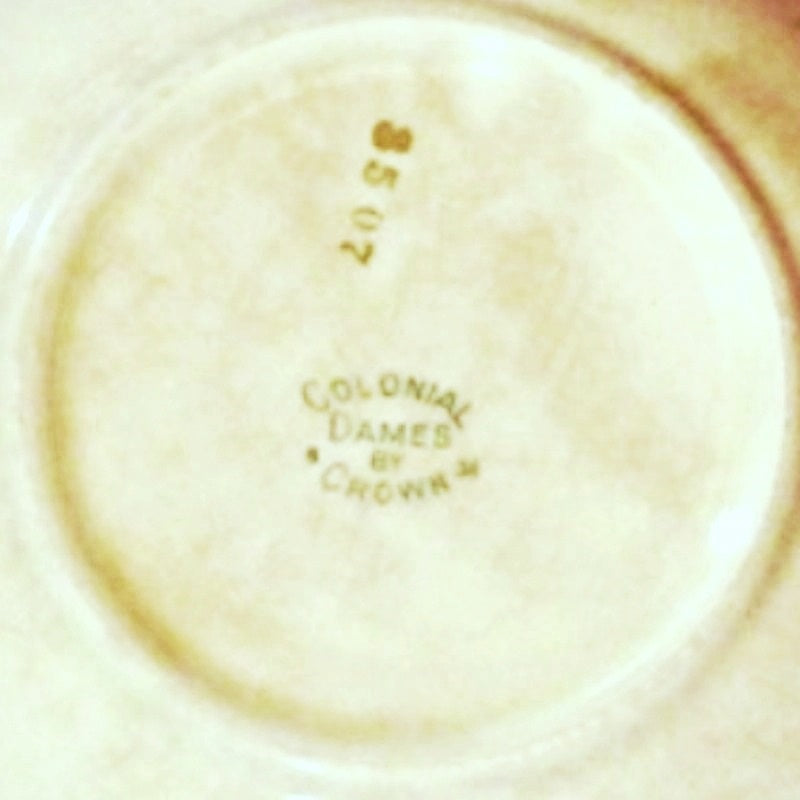 8507
COLONIAL
DAMES
BY
CROWN